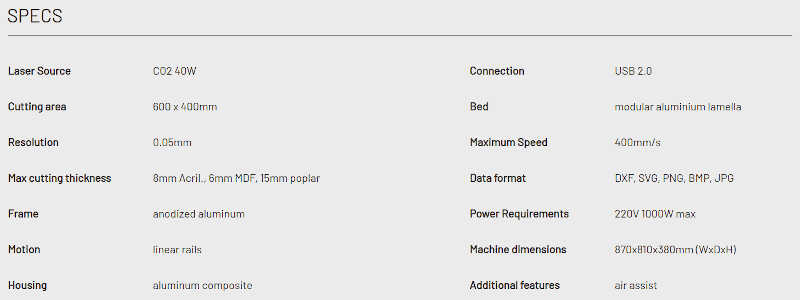 SPECS
Laser Source CO2 40W
Cutting area 600 x 400mm
Resolution 0.05mm
Max cutting thickness 8mm Acril., 6mm MDF, 15mm poplar
Frame anodized aluminum
Motion linear rails
Housing aluminum composite
Connection USB 2.0
Bed modular aluminium lamella
Maximum Speed 400mm/s
Data format DXF, SVG, PNG, BMP, JPG
Power Requirements 220V 1000W max
Machine dimensions 870x810x380mm (WxDxH)
Additional features air assist